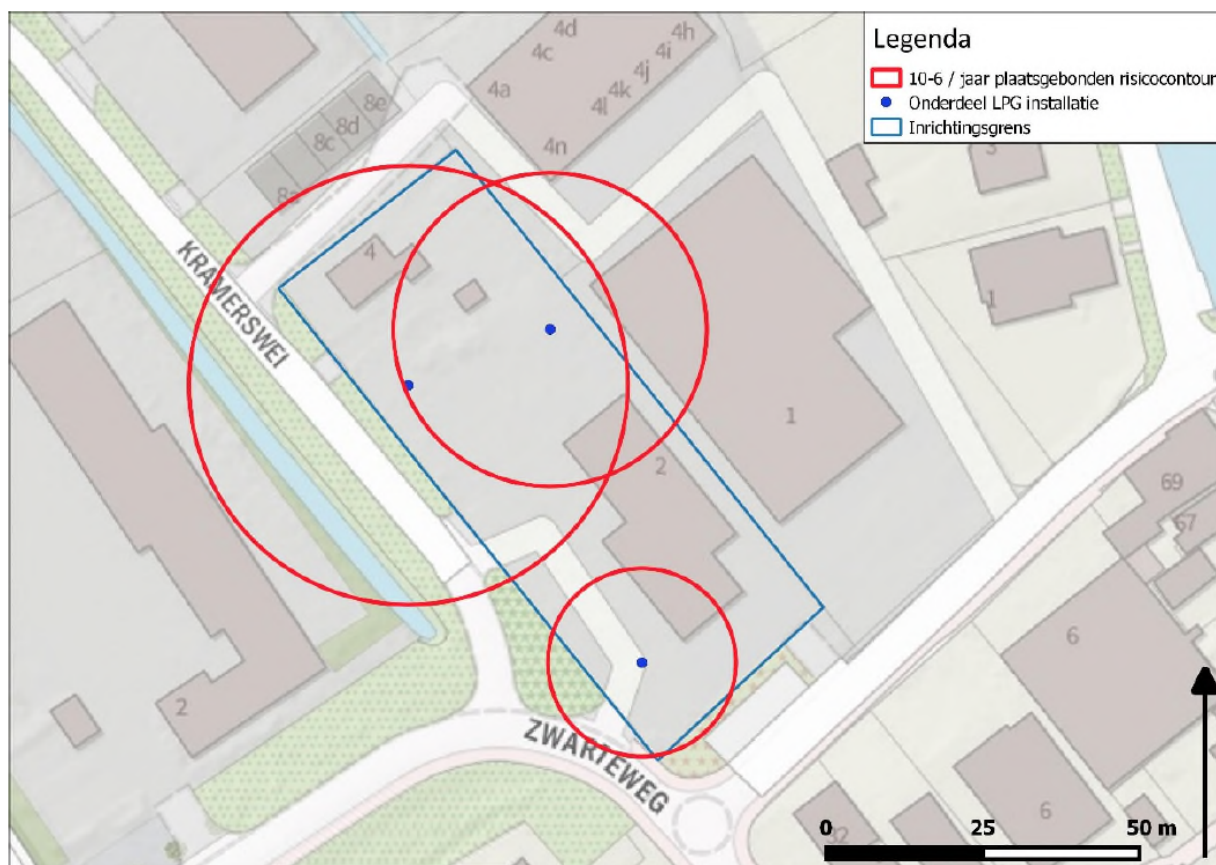 Legenda
10-6 / jaar plaatsgebonden risicocontour
Onderdeel LPG installatie
Inrichtingsgrens
4d
4h
4c
4i
4j
4a
4k
4l
4n
8e
8d
8c
8a
3
4
1
KRAMERSWEI
1
2
69
67
6
2
ZWARTEWEG
6
0 25 50 m